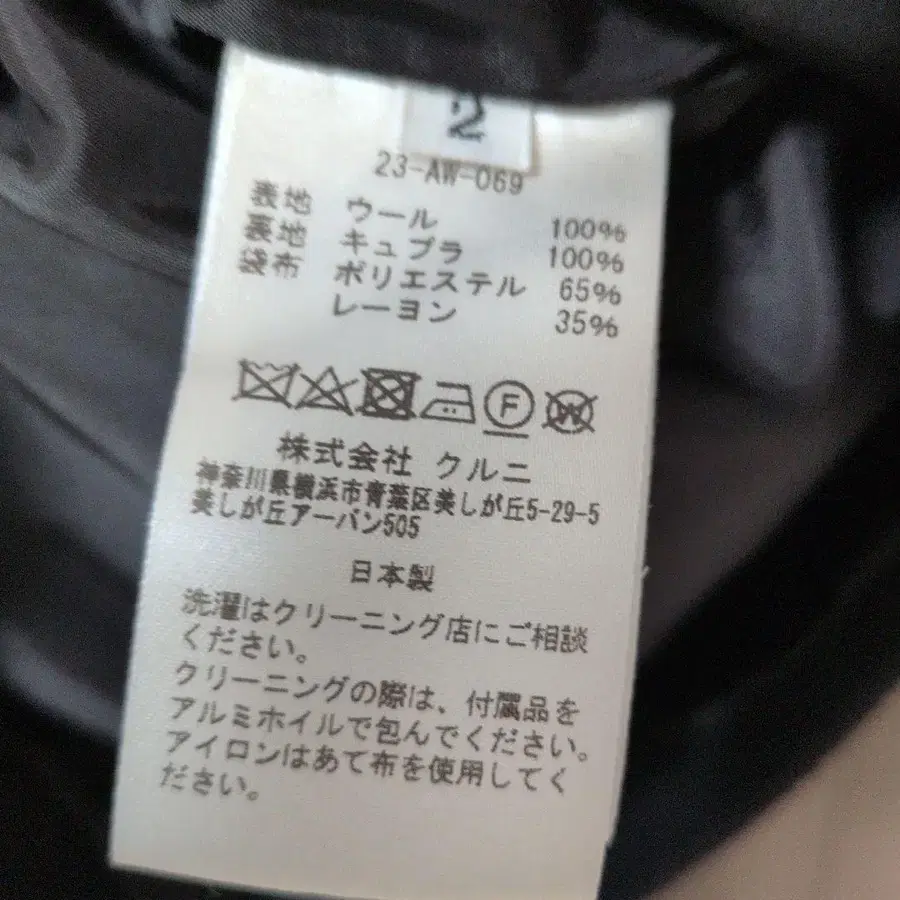 2
23-AW-069
表地 ウール 100%
裏地 キュプラ 100%
袋布 ポリエステル 65%
レーヨン 35%
F
W
株式会社 クルニ
神奈川県横浜市青葉区美しが丘5-29-5
美しが丘アーバン505
日本製
洗濯はクリーニング店にご相談
ください。
クリーニングの際は、付属品を
アルミホイルで包んでください。
アイロンはあて布を使用してく
ださい。